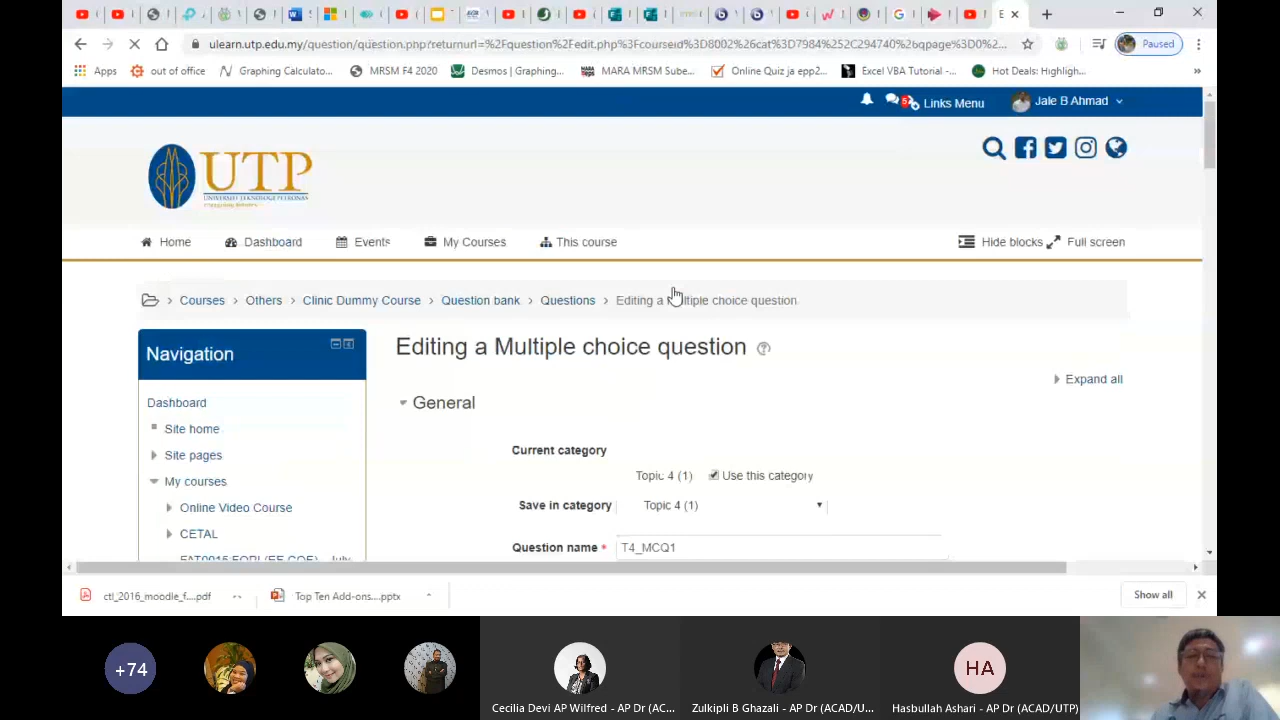 ulearn.utp.edu.my/question/question.php?returnurl=%2Fquestion%2Fedit.php%3Fcourseid%3D8002%26cat%3D7984%252C294740%26qpage%3D0%2...
Paused
Apps
out of office
Graphing Calculato...
MRSM F4 2020
Desmos | Graphing...
MARA MRSM Sube...
Online Quiz ja epp2...
Excel VBA Tutorial -...
Hot Deals: Highligh...
»
5
Links Menu
Jale B Ahmad
UTP
UNIVERSITI TEKNOLOGI PETRONAS
Home
Dashboard
Events
My Courses
This course
Hide blocks
Full screen
Courses > Others > Clinic Dummy Course > Question bank > Questions > Editing a Multiple choice question
Navigation
Editing a Multiple choice question
Expand all
General
Dashboard
Site home
Site pages
My courses
Online Video Course
CETAL
Current category
Topic 4 (1)
Use this category
Save in category
Topic 4 (1)
Question name *
T4_MCQ1
ctl_2016_moodle_f....pdf
Top Ten Add-ons....pptx
Show all
+74
HA
Cecilia Devi AP Wilfred - AP Dr (AC...
Zulkipli B Ghazali - AP Dr (ACAD/U...
Hasbullah Ashari - AP Dr (ACAD/UTP)